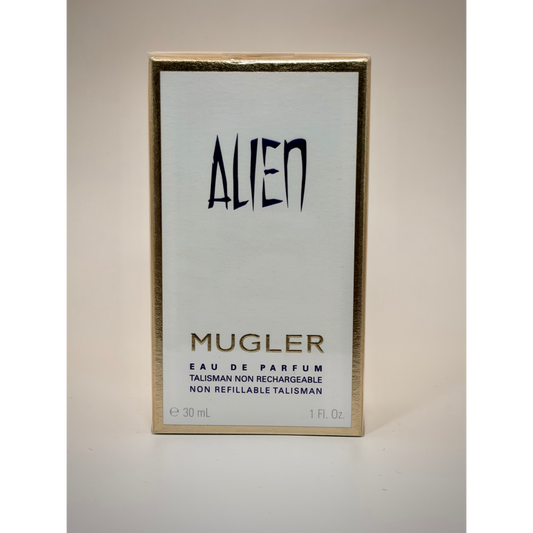 ALIEN
MUGLER
EAU DE PARFUM
TALISMAN NON RECHARGEABLE
NON REFILLABLE TALISMAN
℮ 30 mL 1 Fl. Oz.